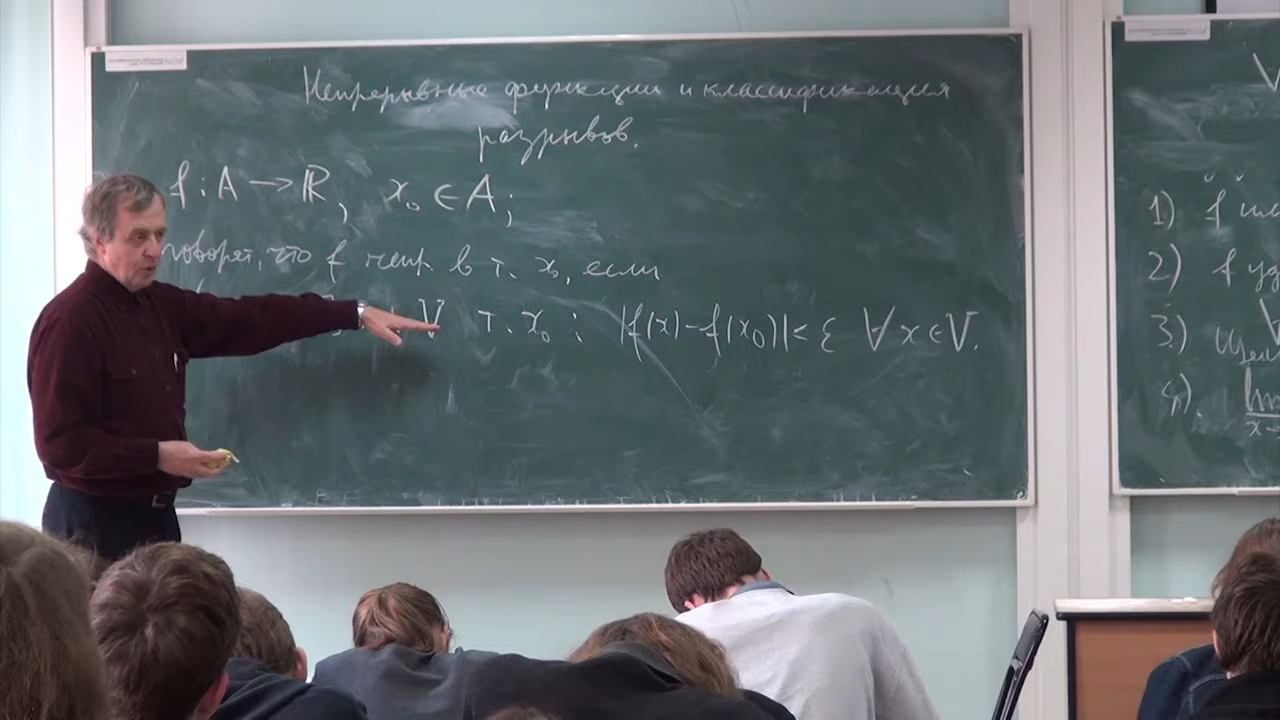 Непрерывные функции и классификация
разрывов.
f : A → ℝ, x₀ ∈ A;
говорят, что f непр. в т. x₀, если
V т. x₀ : |f(x) − f(x₀)| < ε ∀ x ∈ V.
1) f
2) f
3)
4). lim